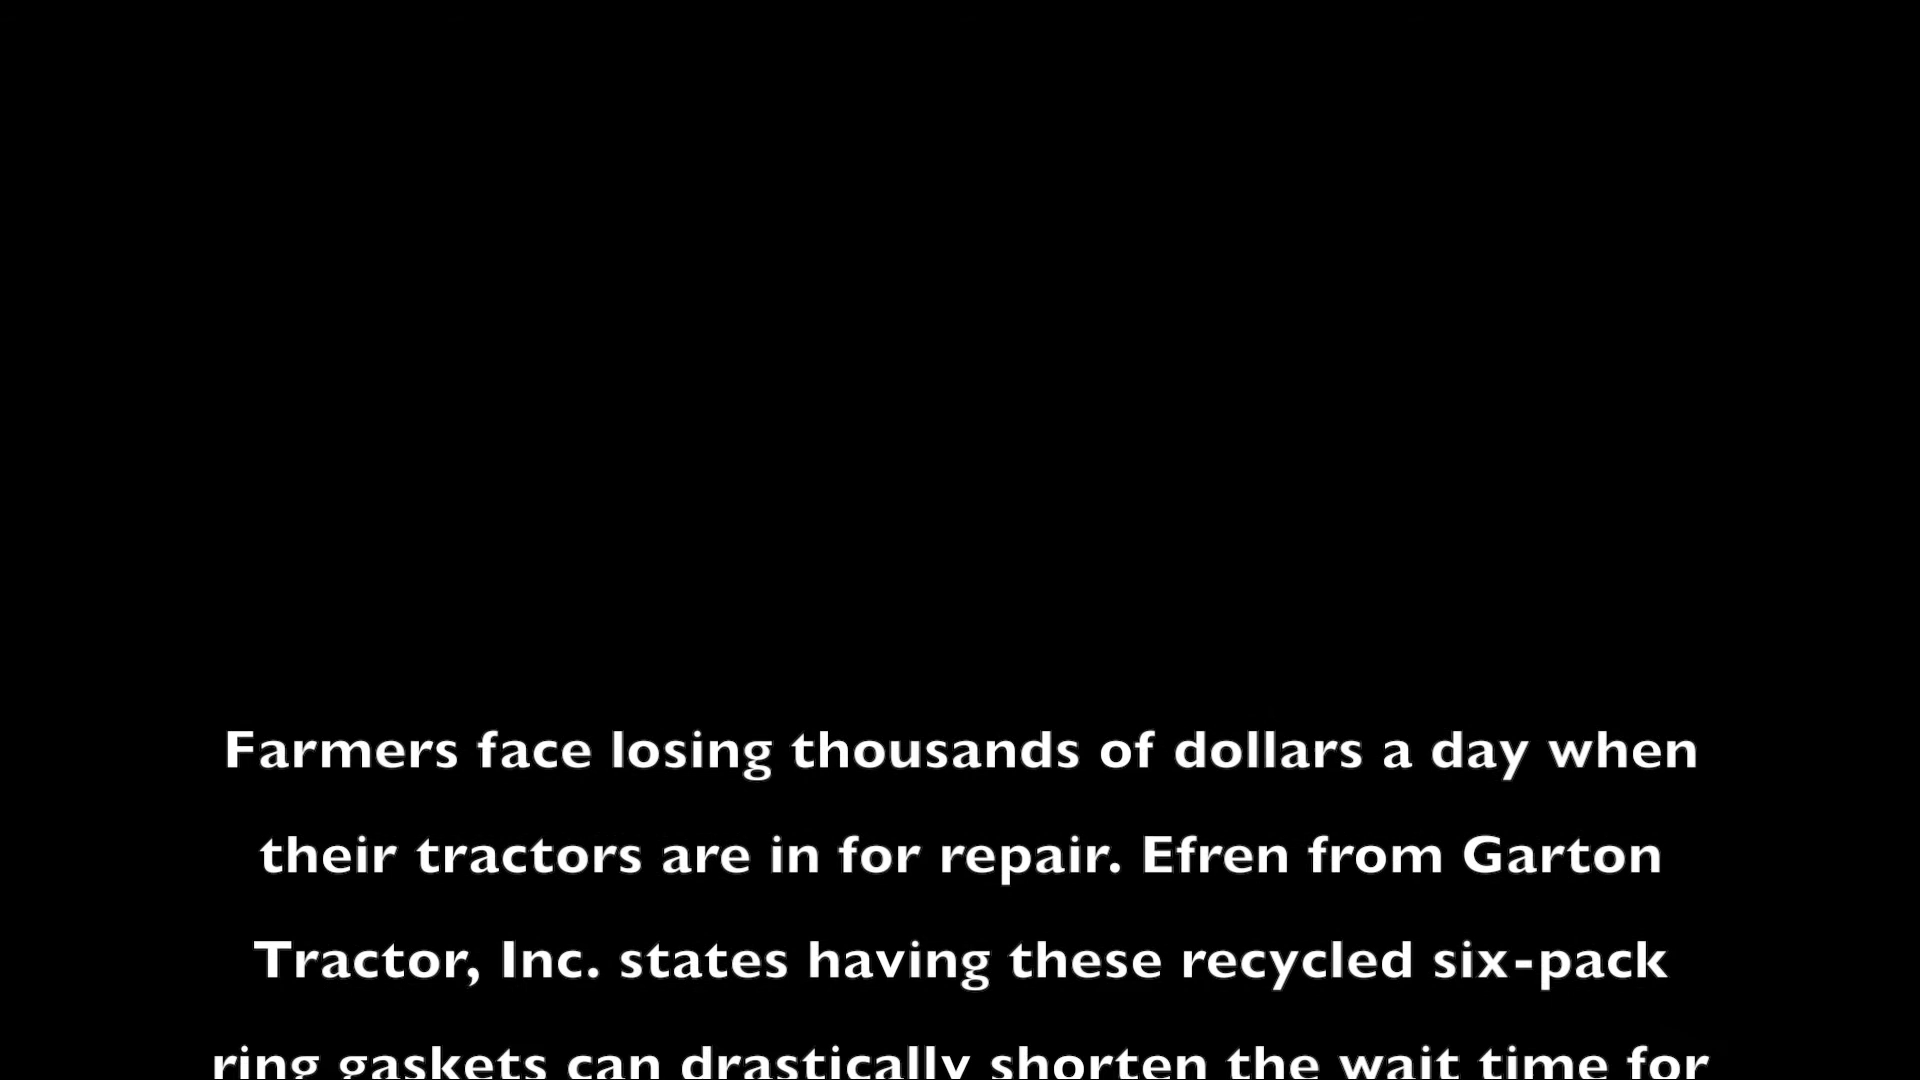 Farmers face losing thousands of dollars a day when
their tractors are in for repair. Efren from Garton
Tractor, Inc. states having these recycled six-pack
ring gaskets can drastically shorten the wait time for